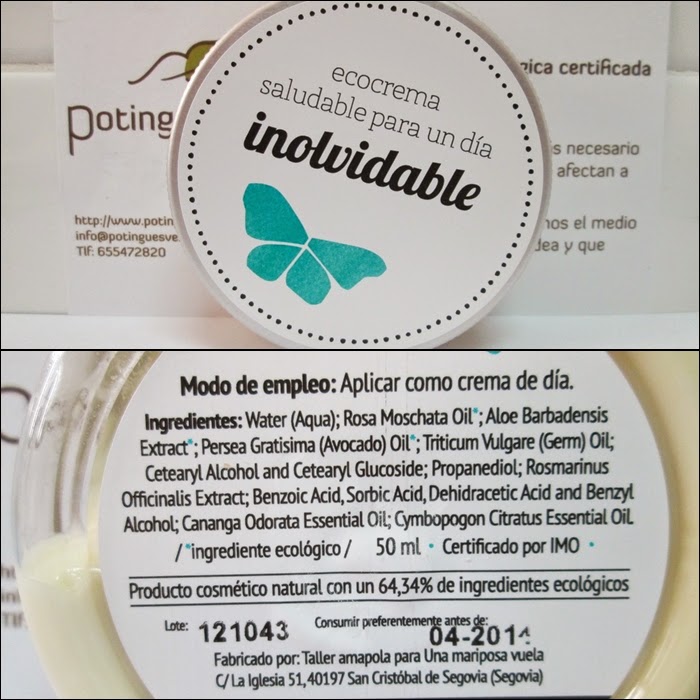 ecocrema
saludable para un día
inolvidable
gica certificada
Poting
s necesario
afectan a
http://www.potin
info@potinguesve
Tlf: 655472820
nos el medio
dea y que
Modo de empleo: Aplicar como crema de día.
Ingredientes: Water (Aqua); Rosa Moschata Oil*; Aloe Barbadensis
Extract*; Persea Gratisima (Avocado) Oil*; Triticum Vulgare (Germ) Oil;
Cetearyl Alcohol and Cetearyl Glucoside; Propanediol; Rosmarinus
Officinalis Extract; Benzoic Acid, Sorbic Acid, Dehidracetic Acid and Benzyl
Alcohol; Cananga Odorata Essential Oil; Cymbopogon Citratus Essential Oil.
/*ingrediente ecológico/ 50 ml · Certificado por IMO ·
Producto cosmético natural con un 64,34% de ingredientes ecológicos
Lote: 121043 Consumir preferentemente antes de: 04-2014
Fabricado por: Taller amapola para Una mariposa vuela
C/ La Iglesia 51, 40197 San Cristóbal de Segovia (Segovia)